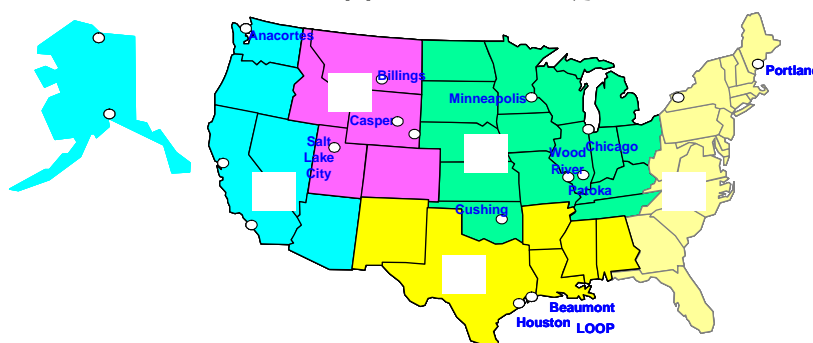 Anacortes
Portland
Billings
Minneapolis
Casper
Salt
Lake
City
Wood
River
Chicago
Patoka
Cushing
Beaumont
Houston
LOOP